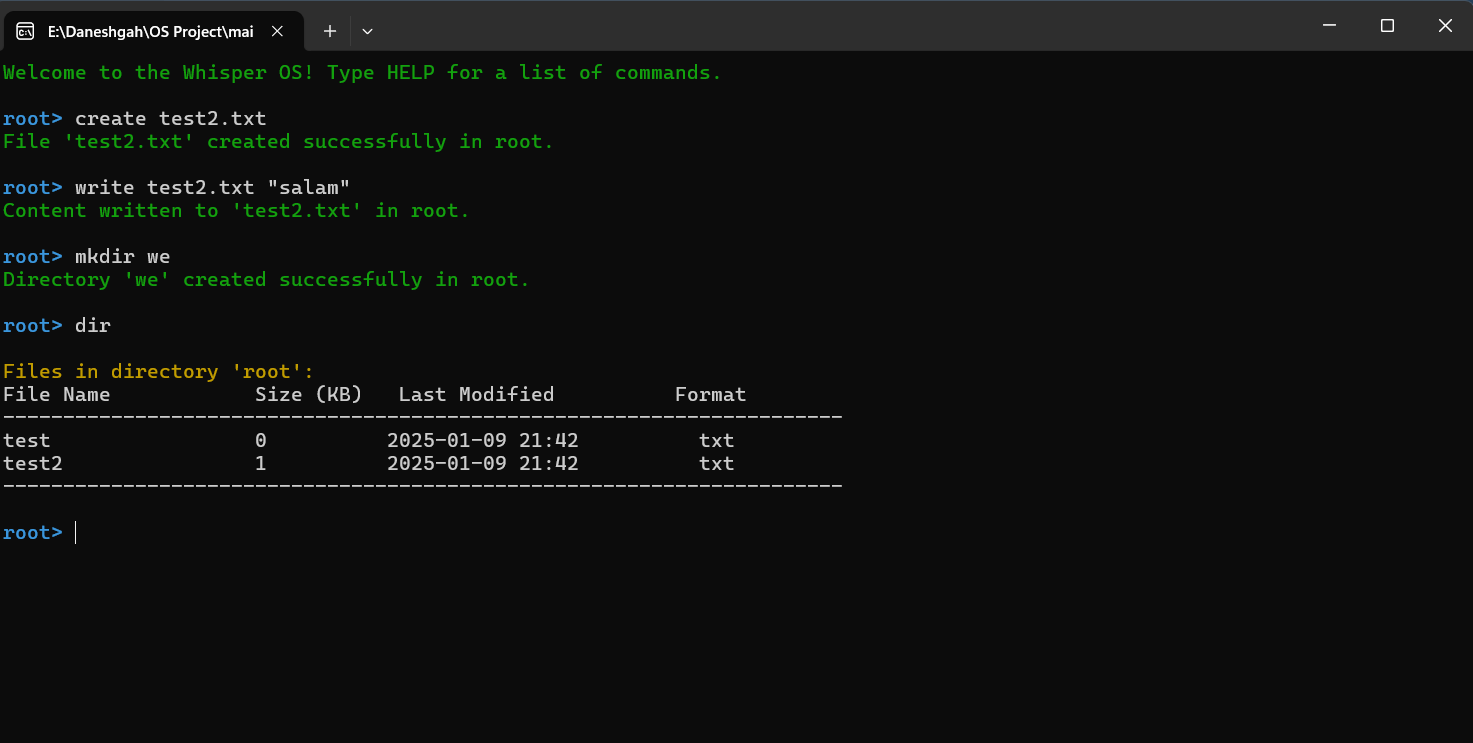 E:\Daneshgah\OS Project\mai
Welcome to the Whisper OS! Type HELP for a list of commands.
root> create test2.txt
File 'test2.txt' created successfully in root.
root> write test2.txt "salam"
Content written to 'test2.txt' in root.
root> mkdir we
Directory 'we' created successfully in root.
root> dir
Files in directory 'root':
File Name            Size (KB)   Last Modified          Format
----------------------------------------------------------------------
test                 0          2025-01-09 21:42          txt
test2                1          2025-01-09 21:42          txt
----------------------------------------------------------------------
root>